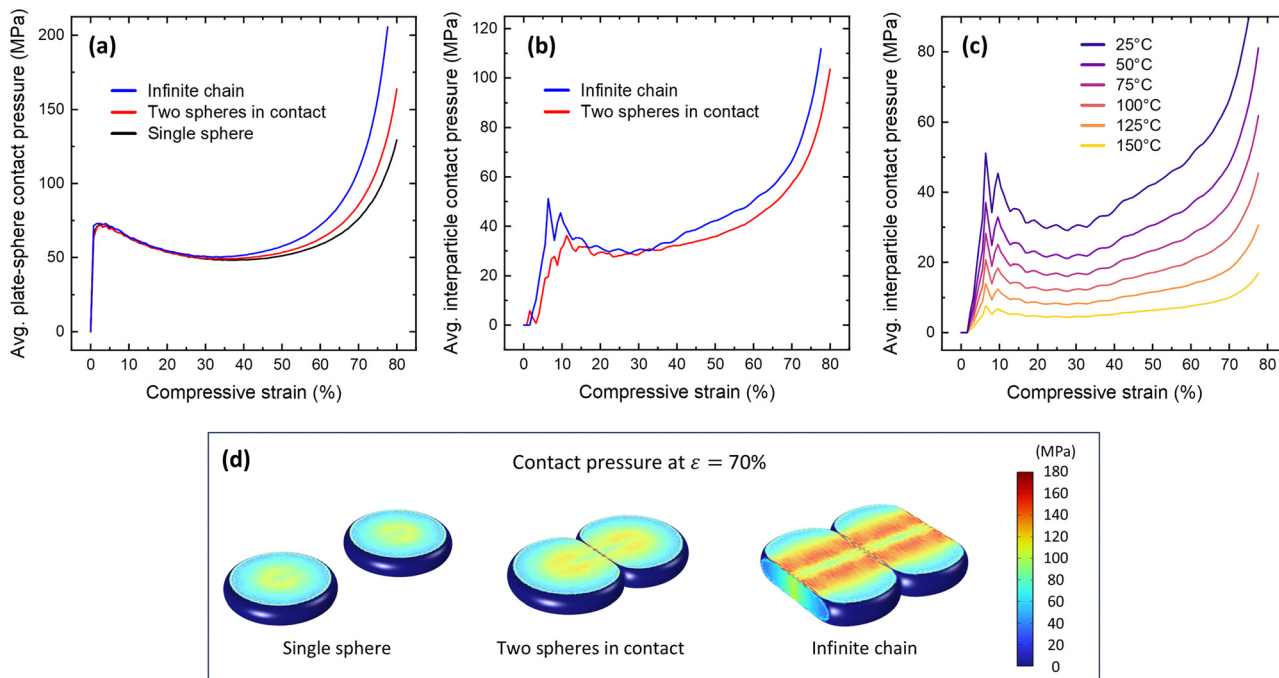 (a)
Avg. plate-sphere contact pressure (MPa)
200
150
100
50
0
Infinite chain
Two spheres in contact
Single sphere
0 10 20 30 40 50 60 70 80
Compressive strain (%)
(b)
Avg. interparticle contact pressure (MPa)
120
100
80
60
40
20
0
Infinite chain
Two spheres in contact
0 10 20 30 40 50 60 70 80
Compressive strain (%)
(c)
Avg. interparticle contact pressure (MPa)
80
60
40
20
0
25°C
50°C
75°C
100°C
125°C
150°C
0 10 20 30 40 50 60 70 80
Compressive strain (%)
(d)
Contact pressure at 𝜀 = 70%
Single sphere
Two spheres in contact
Infinite chain
(MPa)
180
160
140
120
100
80
60
40
20
0